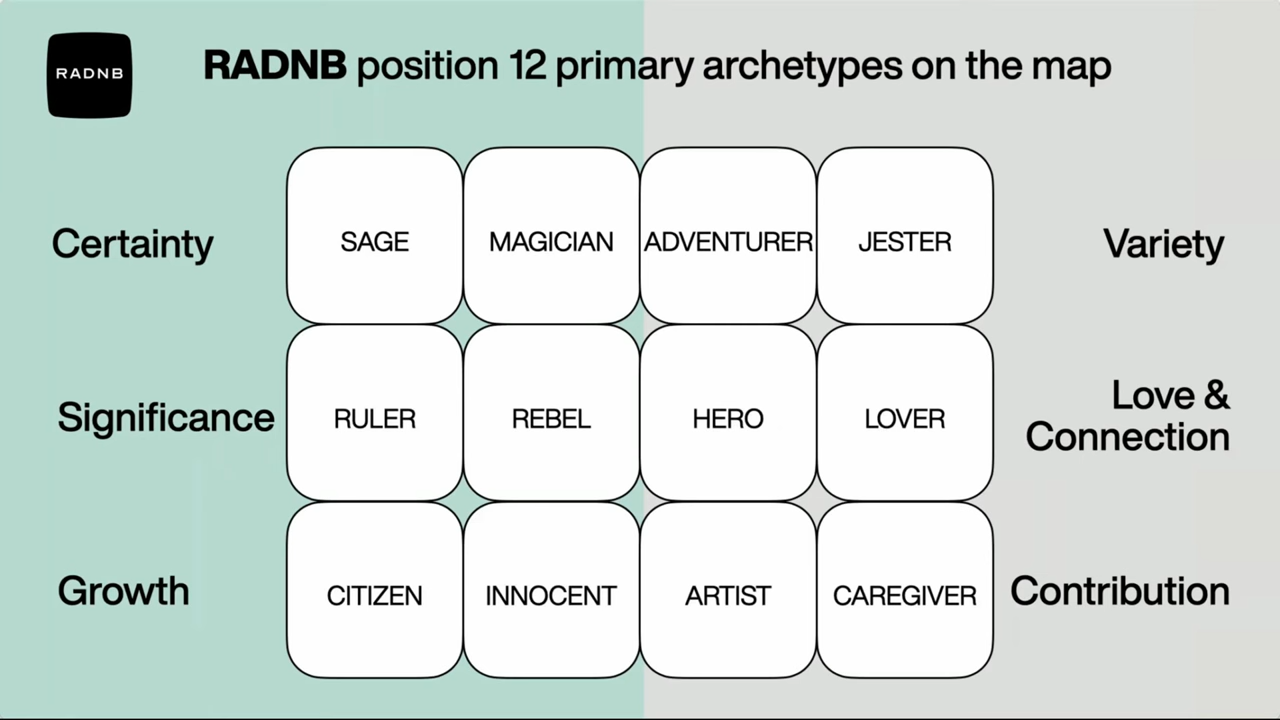 RADNB
RADNB position 12 primary archetypes on the map
Certainty
SAGE
MAGICIAN
ADVENTURER
JESTER
Variety
Significance
RULER
REBEL
HERO
LOVER
Love &
Connection
Growth
CITIZEN
INNOCENT
ARTIST
CAREGIVER
Contribution